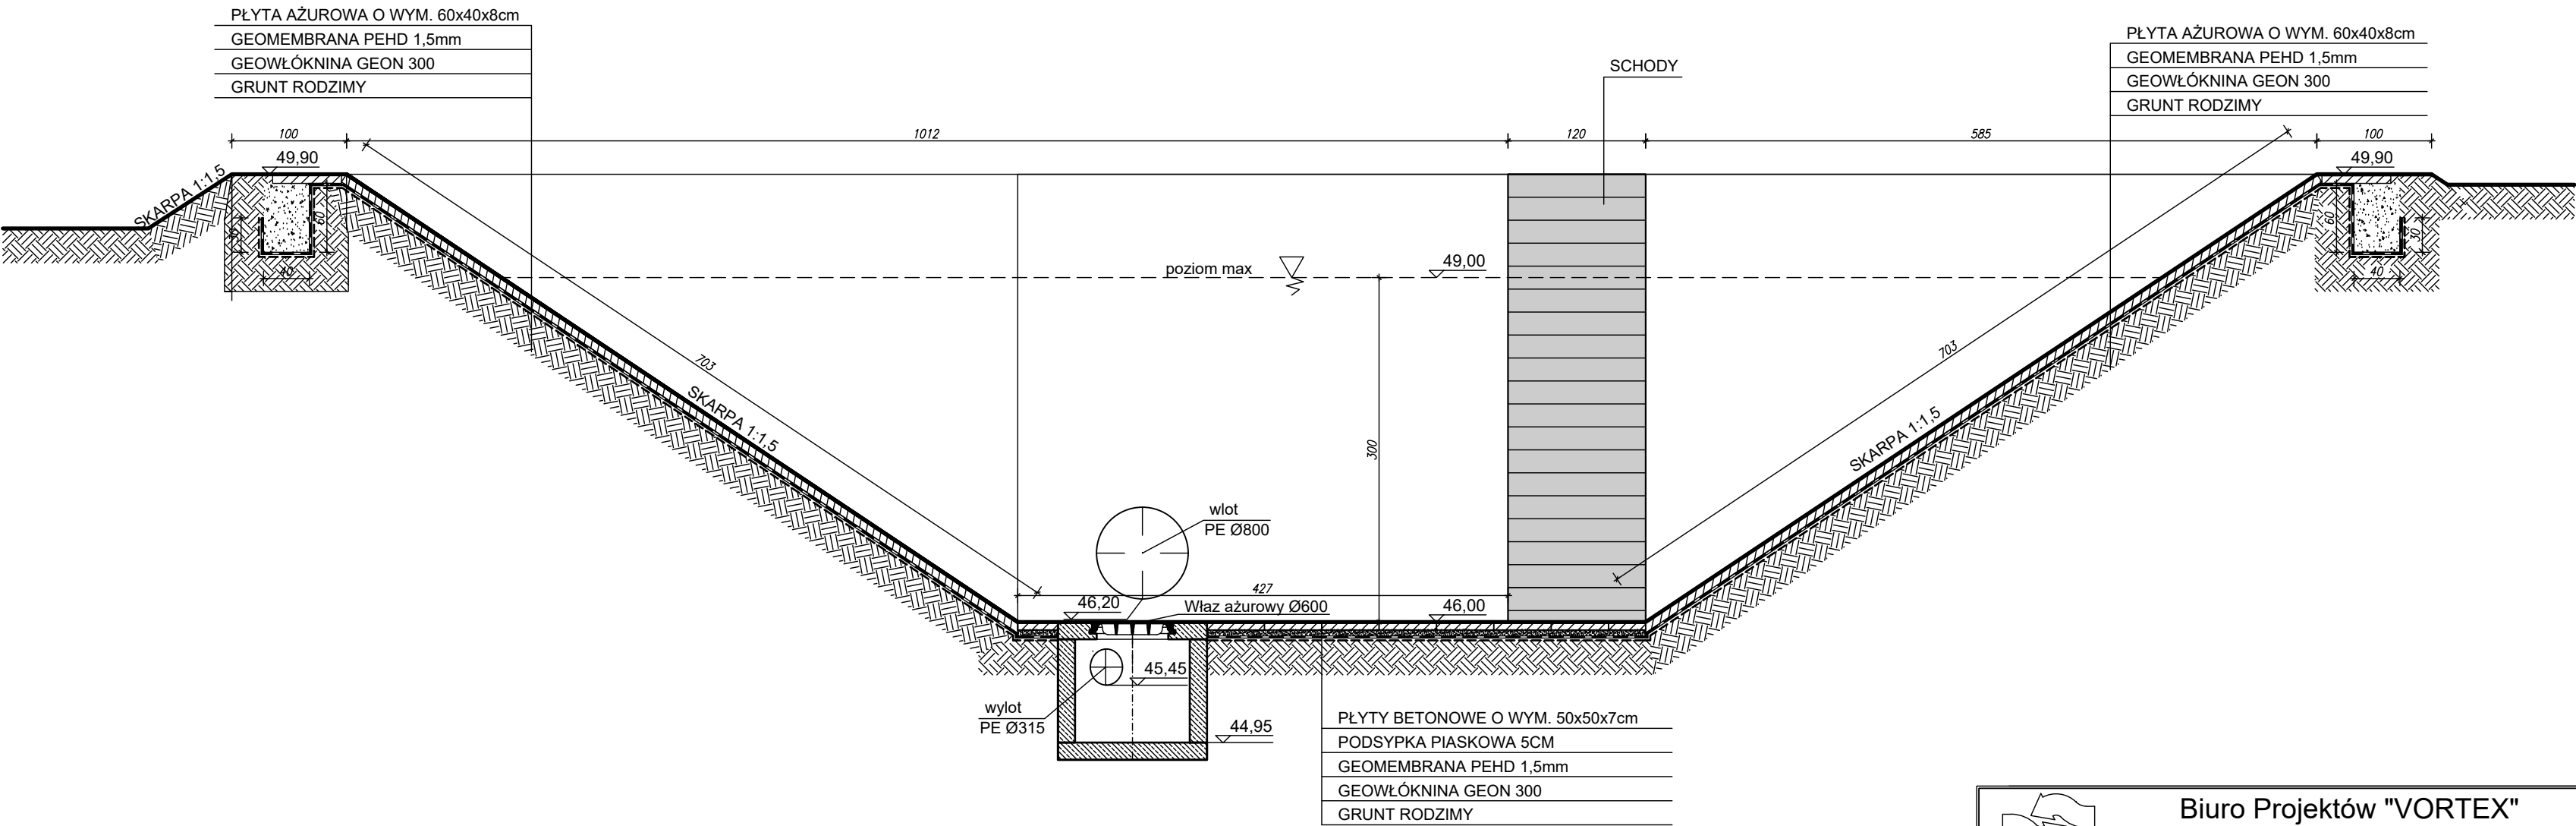 PŁYTA AŻUROWA O WYM. 60x40x8cm
GEOMEMBRANA PEHD 1,5mm
GEOWŁÓKNINA GEON 300
GRUNT RODZIMY
SCHODY
PŁYTA AŻUROWA O WYM. 60x40x8cm
GEOMEMBRANA PEHD 1,5mm
GEOWŁÓKNINA GEON 300
GRUNT RODZIMY
100
1012
120
585
100
49,90
49,90
SKARPA 1:1,5
30
60
40
60
30
40
poziom max
49,00
703
703
SKARPA 1:1,5
SKARPA 1:1,5
300
wlot
PE Ø800
427
46,20
Właz ażurowy Ø600
46,00
45,45
wylot
PE Ø315
44,95
PŁYTY BETONOWE O WYM. 50x50x7cm
PODSYPKA PIASKOWA 5CM
GEOMEMBRANA PEHD 1,5mm
GEOWŁÓKNINA GEON 300
GRUNT RODZIMY
Biuro Projektów "VORTEX"